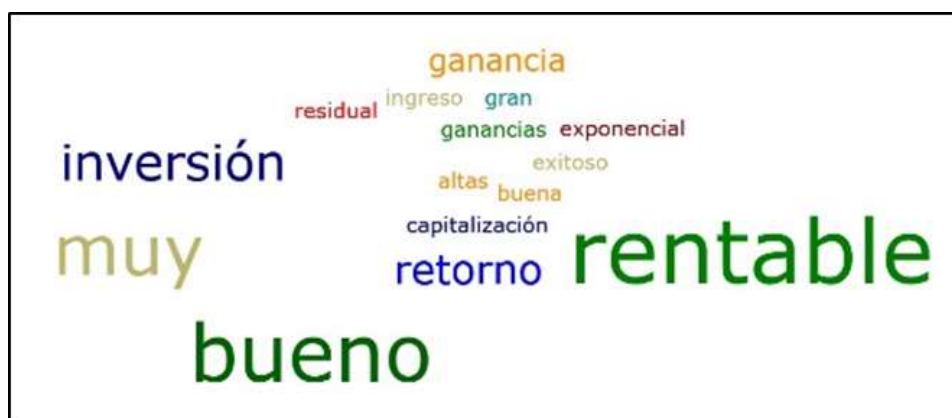 ganancia
ingreso gran
residual
ganancias exponencial
inversión
exitoso
altas
buena
capitalización
muy
rentable
retorno
bueno